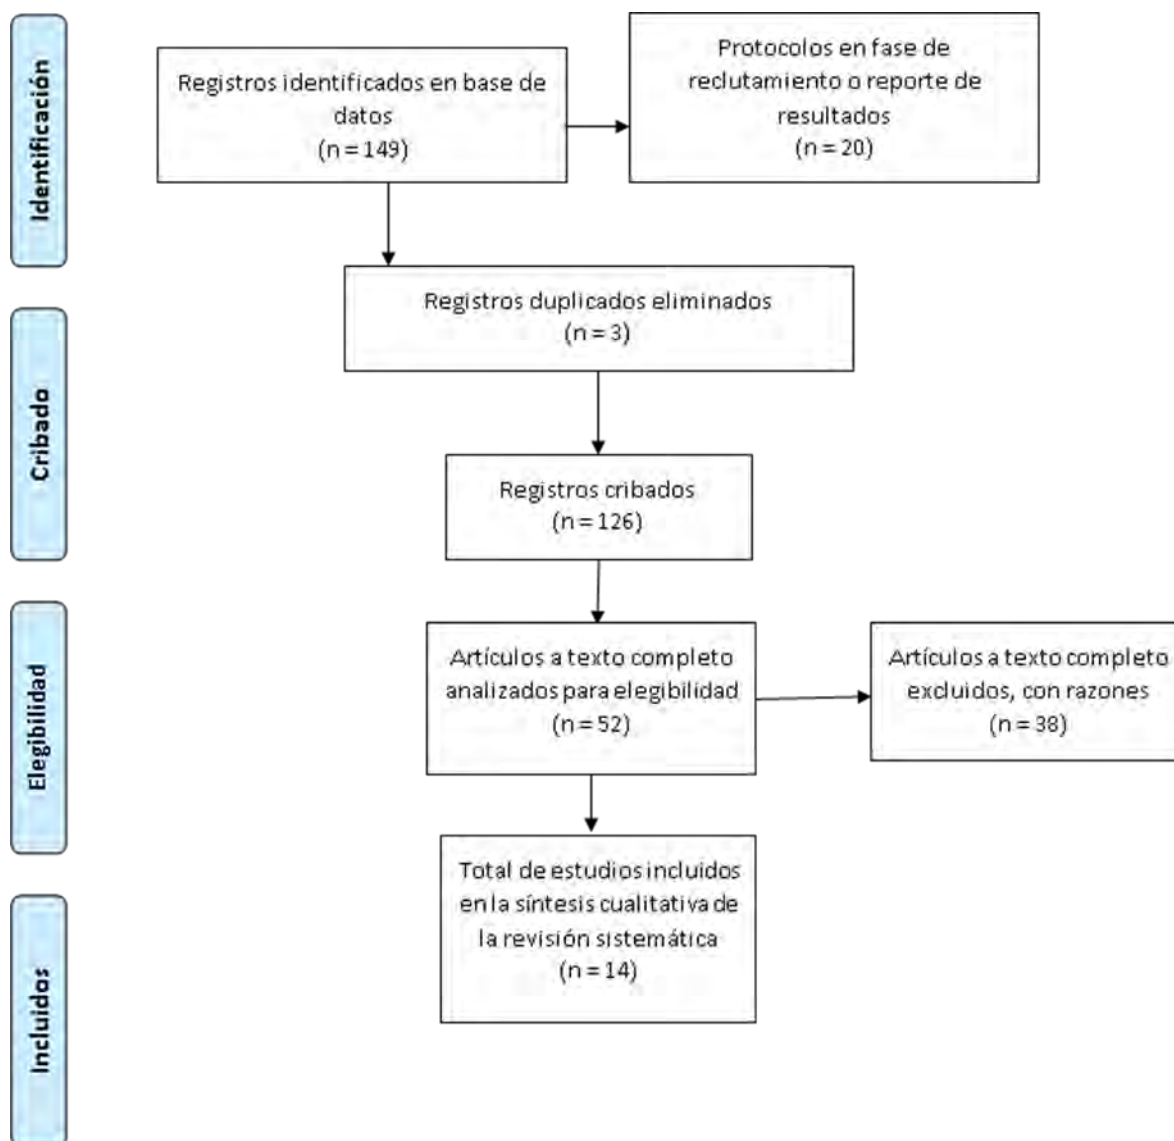 Identificación
Registros identificados en base de
datos
(n = 149)
Protocolos en fase de
reclutamiento o reporte de
resultados
(n = 20)
Cribado
Registros duplicados eliminados
(n = 3)
Registros cribados
(n = 126)
Elegibilidad
Artículos a texto completo
analizados para elegibilidad
(n = 52)
Artículos a texto completo
excluidos, con razones
(n = 38)
Incluidos
Total de estudios incluidos
en la síntesis cualitativa de
la revisión sistemática
(n = 14)